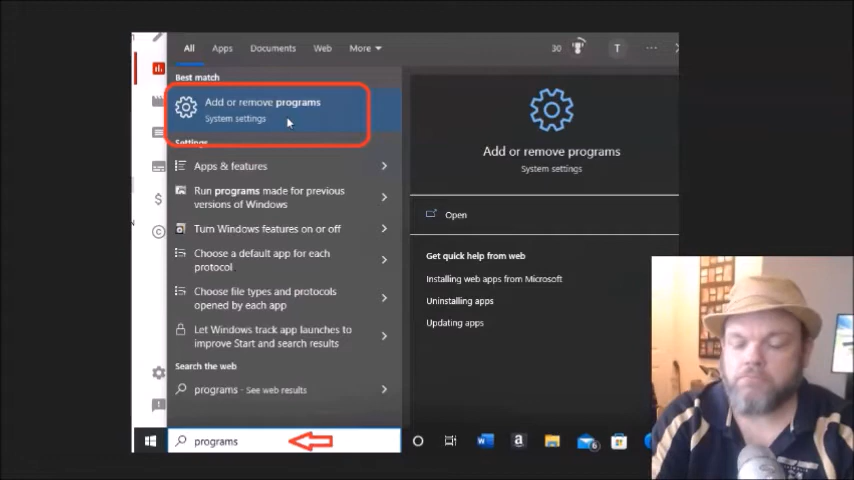 All Apps Documents Web More 30 T ...
Best match
Add or remove programs
System settings
Settings
Apps & features
Run programs made for previous
versions of Windows
Turn Windows features on or off
Choose a default app for each
protocol
Choose file types and protocols
opened by each app
Let Windows track app launches to
improve Start and search results
Search the web
programs - See web results
programs
Add or remove programs
System settings
Open
Get quick help from web
Installing web apps from Microsoft
Uninstalling apps
Updating apps
6